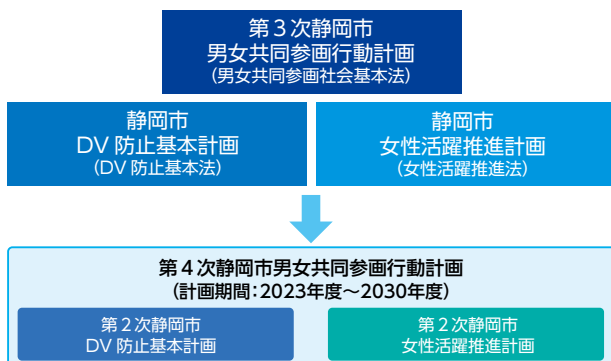 第３次静岡市
男女共同参画行動計画
（男女共同参画社会基本法）
静岡市
DV 防止基本計画
（DV 防止基本法）
静岡市
女性活躍推進計画
（女性活躍推進法）
第４次静岡市男女共同参画行動計画
（計画期間：2023年度～2030年度）
第２次静岡市
DV 防止基本計画
第２次静岡市
女性活躍推進計画